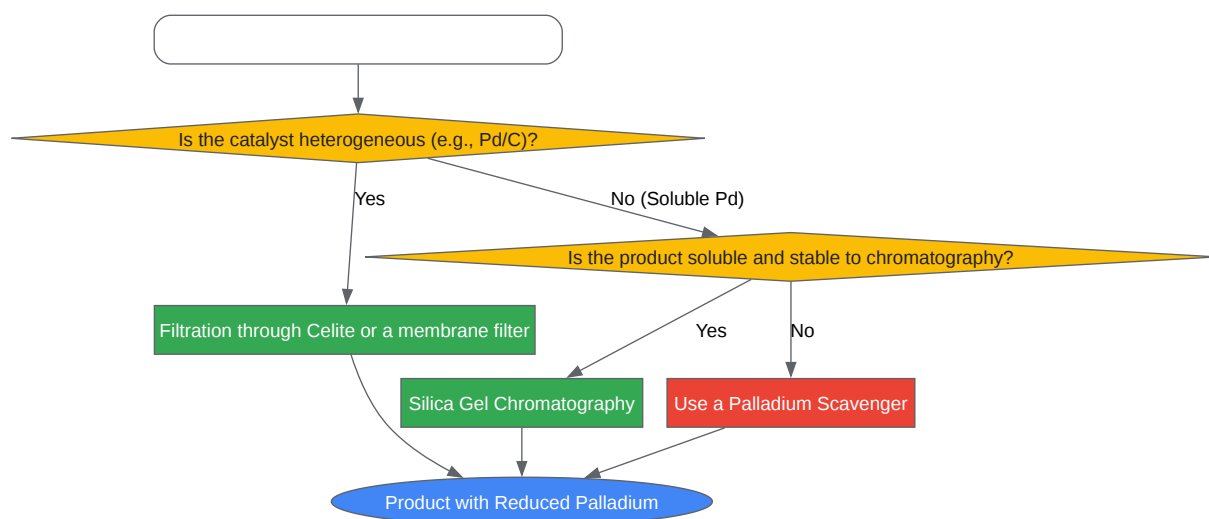 Is the catalyst heterogeneous (e.g., Pd/C)?
Yes
No (Soluble Pd)
Is the product soluble and stable to chromatography?
Filtration through Celite or a membrane filter
Yes
No
Silica Gel Chromatography
Use a Palladium Scavenger
Product with Reduced Palladium